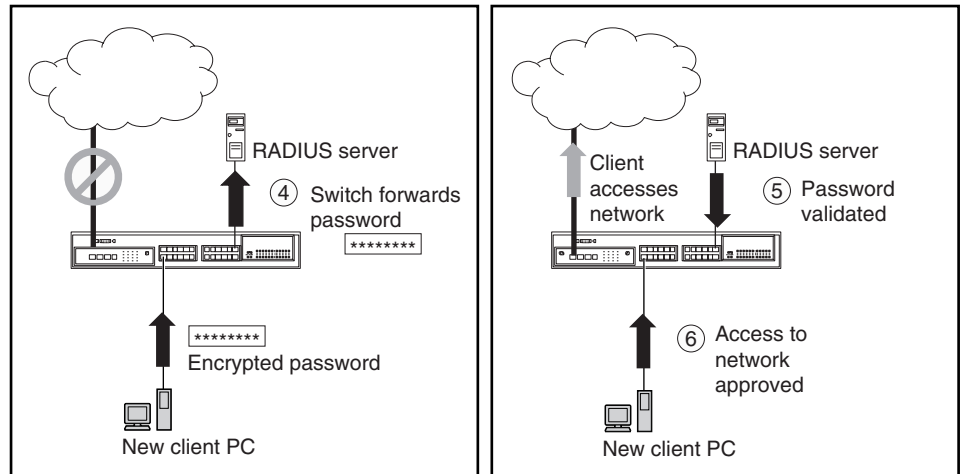 RADIUS server
④ Switch forwards
password
********
********
Encrypted password
New client PC
Client
accesses
network
RADIUS server
⑤ Password
validated
⑥ Access to
network
approved
New client PC